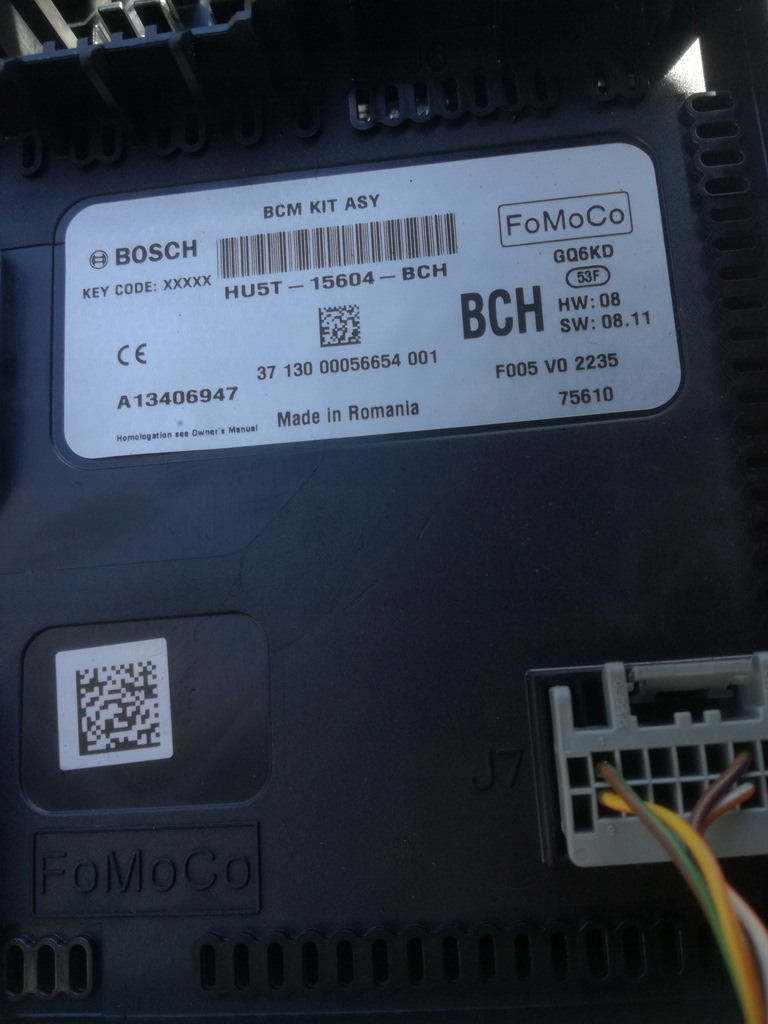 BCM KIT ASY
BOSCH
FoMoCo
GQ6KD
KEY CODE: XXXXX
HU5T-15604-BCH
53F
BCH
HW: 08
SW: 08.11
CE
37 130 00056654 001
F005 V0 2235
A13406947
75610
Made in Romania
Homologation see Owner's Manual
J7
FoMoCo